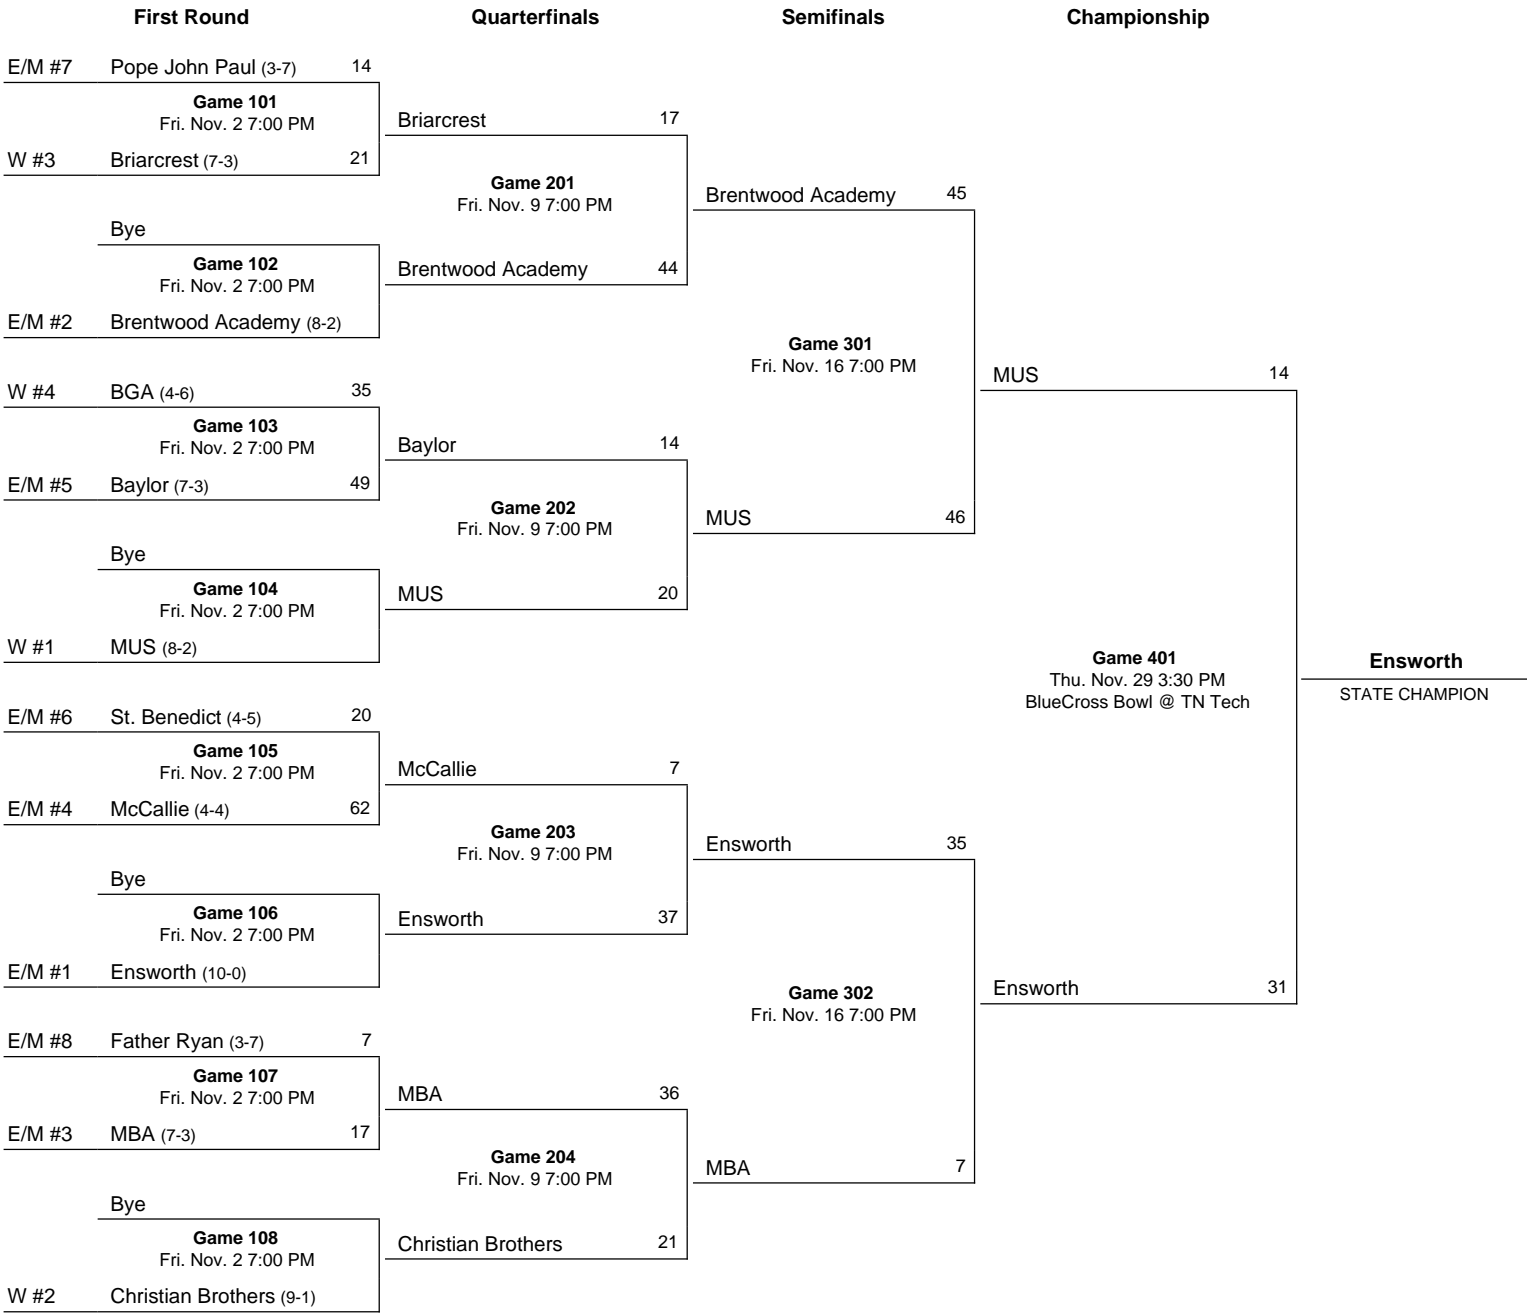 First Round Quarterfinals Semifinals Championship
E/M #7 Pope John Paul (3-7) 14
Game 101
Fri. Nov. 2 7:00 PM
W #3 Briarcrest (7-3) 21
Bye
Game 102
Fri. Nov. 2 7:00 PM
E/M #2 Brentwood Academy (8-2)
W #4 BGA (4-6) 35
Game 103
Fri. Nov. 2 7:00 PM
E/M #5 Baylor (7-3) 49
Bye
Game 104
Fri. Nov. 2 7:00 PM
W #1 MUS (8-2)
E/M #6 St. Benedict (4-5) 20
Game 105
Fri. Nov. 2 7:00 PM
E/M #4 McCallie (4-4) 62
Bye
Game 106
Fri. Nov. 2 7:00 PM
E/M #1 Ensworth (10-0)
E/M #8 Father Ryan (3-7) 7
Game 107
Fri. Nov. 2 7:00 PM
E/M #3 MBA (7-3) 17
Bye
Game 108
Fri. Nov. 2 7:00 PM
W #2 Christian Brothers (9-1)
Briarcrest 17
Game 201
Fri. Nov. 9 7:00 PM
Brentwood Academy 44
Baylor 14
Game 202
Fri. Nov. 9 7:00 PM
MUS 20
McCallie 7
Game 203
Fri. Nov. 9 7:00 PM
Ensworth 37
MBA 36
Game 204
Fri. Nov. 9 7:00 PM
Christian Brothers 21
Brentwood Academy 45
Game 301
Fri. Nov. 16 7:00 PM
MUS 46
Ensworth 35
Game 302
Fri. Nov. 16 7:00 PM
MBA 7
MUS 14
Game 401
Thu. Nov. 29 3:30 PM
BlueCross Bowl @ TN Tech
Ensworth 31
Ensworth
STATE CHAMPION